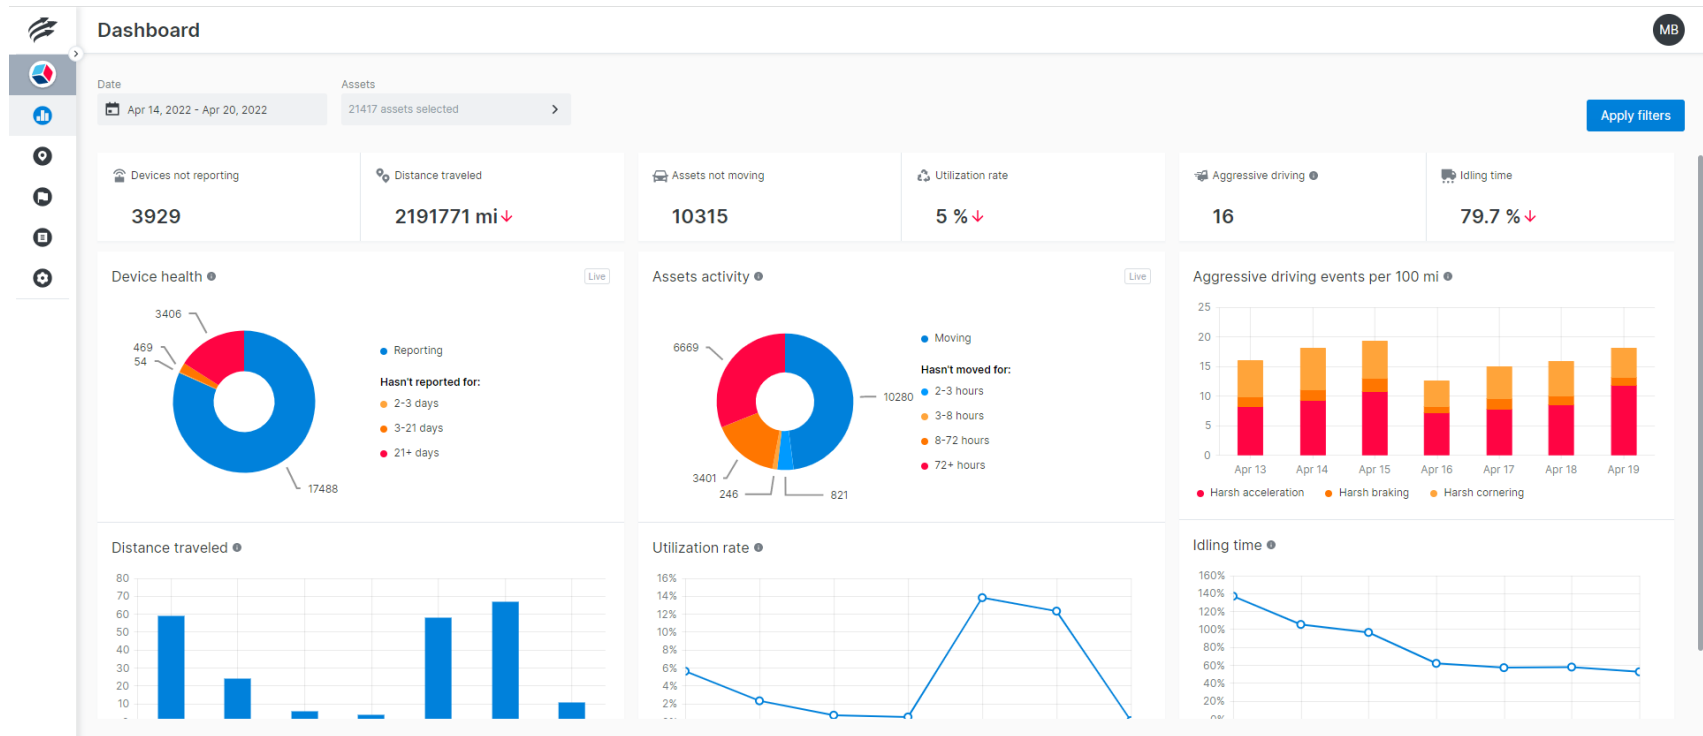 Dashboard
MB
Date
Assets
Apr 14, 2022 - Apr 20, 2022
21417 assets selected
Apply filters
Devices not reporting
3929
Distance traveled
2191771 mi
Assets not moving
10315
Utilization rate
5 %
Aggressive driving
16
Idling time
79.7 %
Device health
Live
3406
469
54
17488
Reporting
Hasn't reported for:
2-3 days
3-21 days
21+ days
Assets activity
Live
6669
10280
3401
246
821
Moving
Hasn't moved for:
2-3 hours
3-8 hours
8-72 hours
72+ hours
Aggressive driving events per 100 mi
25
20
15
10
5
0
Apr 13 Apr 14 Apr 15 Apr 16 Apr 17 Apr 18 Apr 19
Harsh acceleration Harsh braking Harsh cornering
Distance traveled
80
70
60
50
40
30
20
10
Utilization rate
16%
14%
12%
10%
8%
6%
4%
2%
Idling time
160%
140%
120%
100%
80%
60%
40%
20%